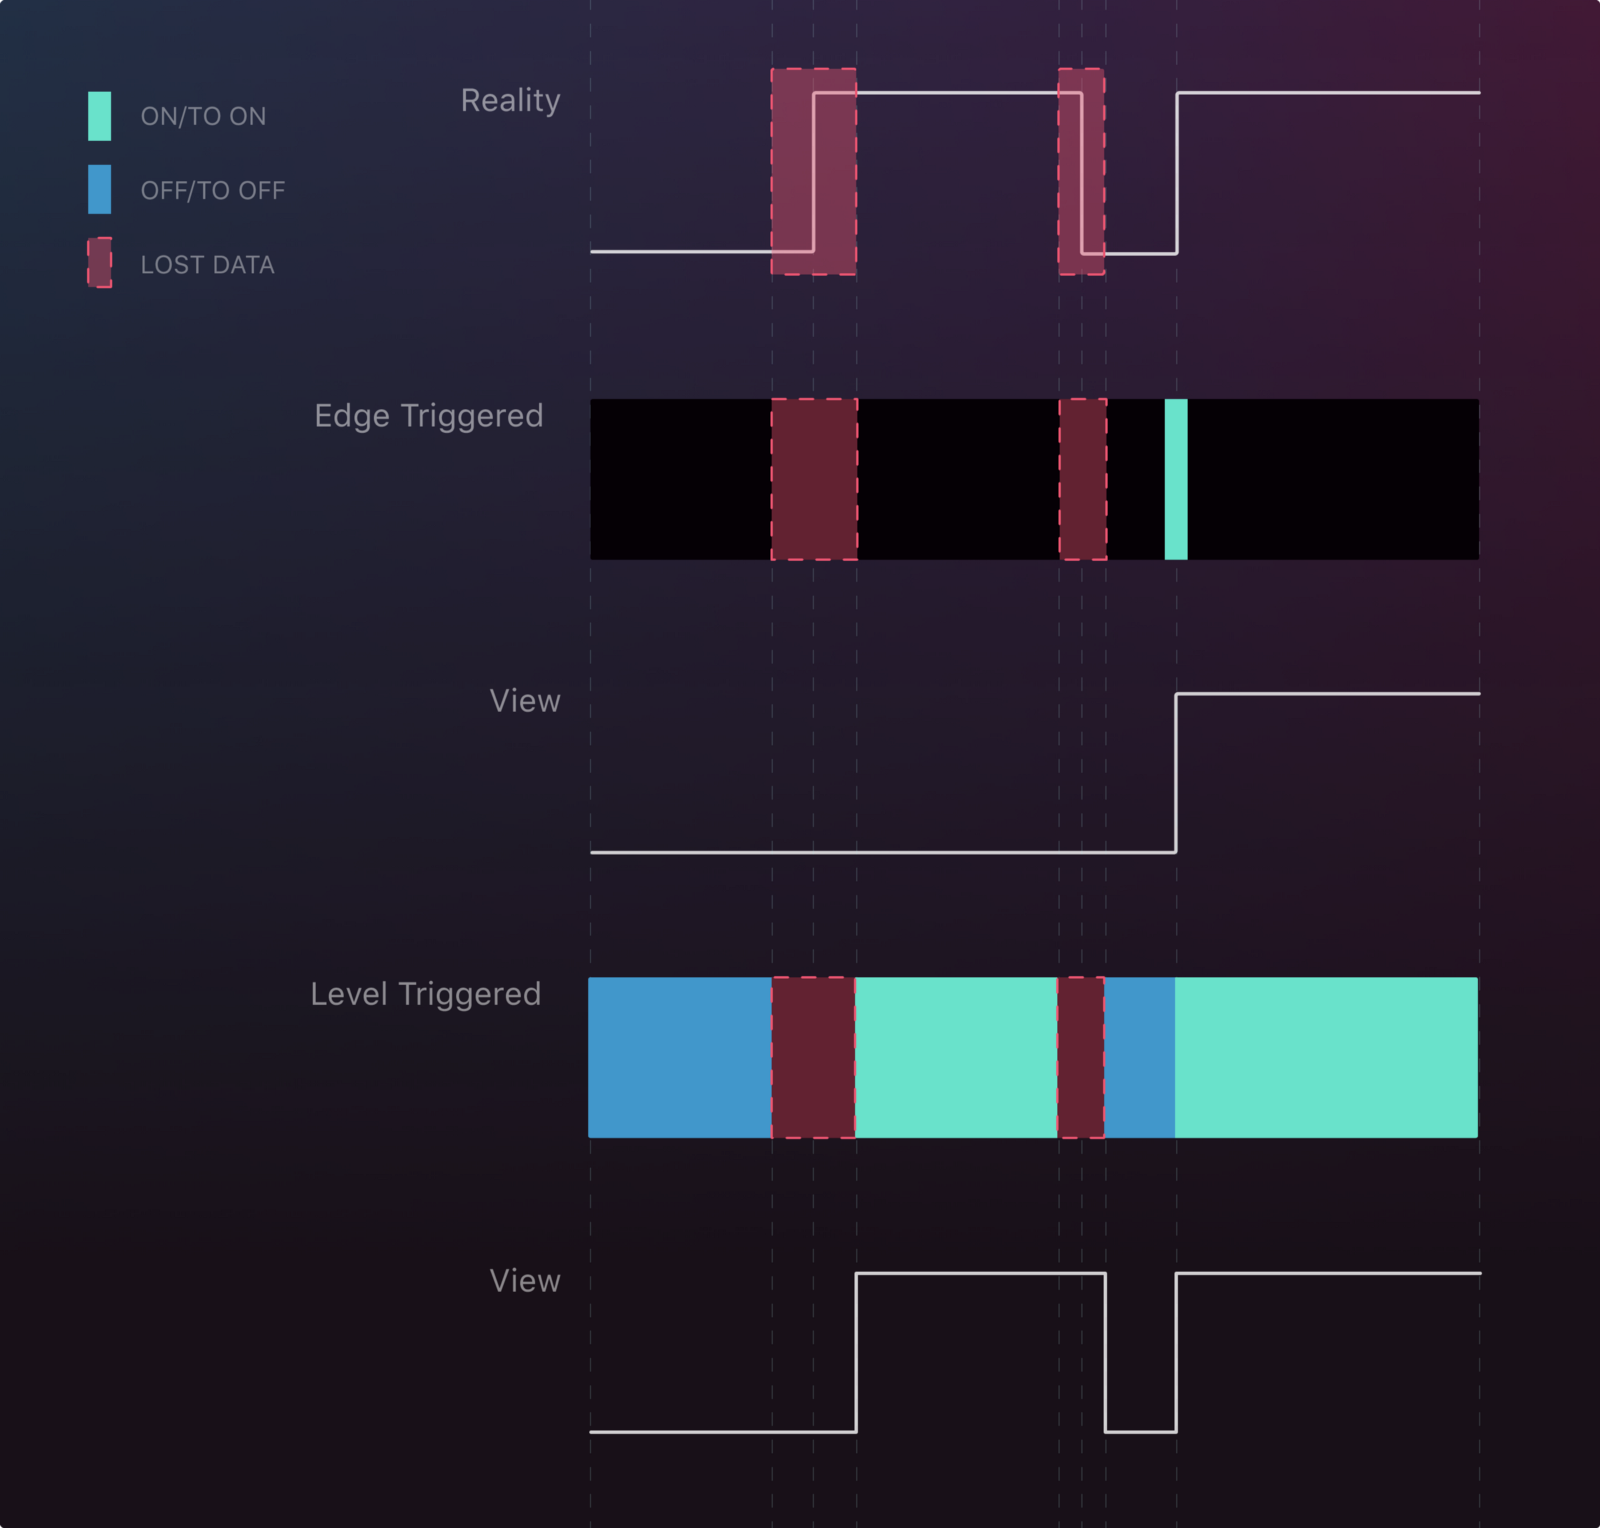 ON/TO ON
OFF/TO OFF
LOST DATA
Reality
Edge Triggered
View
Level Triggered
View